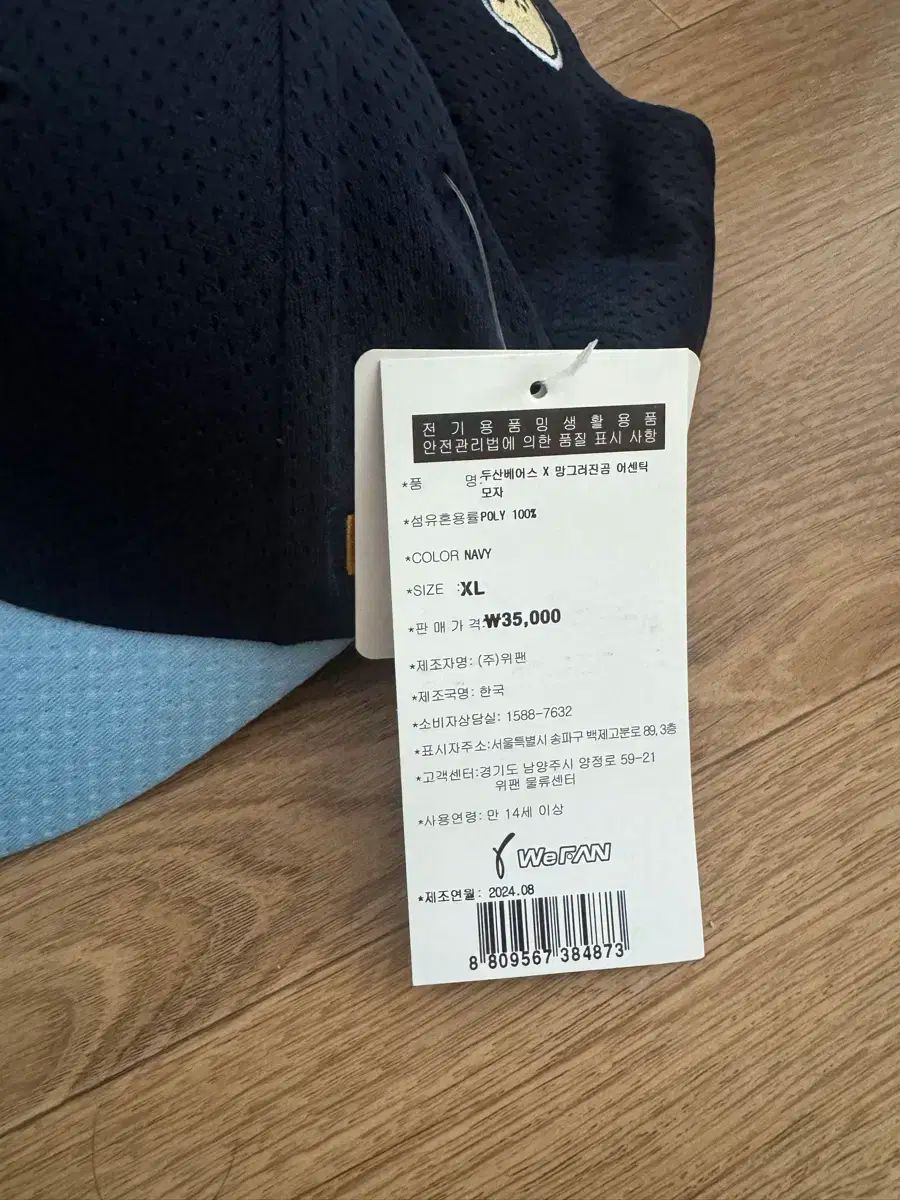 전기용품밍생활용품
안전관리법에 의한 품질 표시 사항
*품 명:두산베어스 X 망그러진곰 어센틱
모자
*섬유혼용률POLY 100%
*COLOR NAVY
*SIZE :XL
*판매가격:₩35,000
*제조자명: (주)위팬
*제조국명: 한국
*소비자상담실: 1588-7632
*표시자주소:서울특별시 송파구 백제고분로 89, 3층
*고객센터:경기도 남양주시 양정로 59-21
위팬 물류센터
*사용연령: 만 14세 이상
WeFAN
*제조연월: 2024.08
8 809567 384873